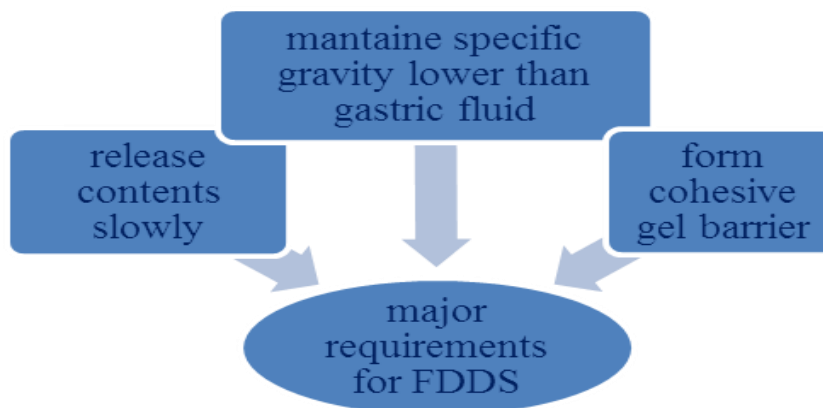 mantaine specific
gravity lower than
gastric fluid
release
contents
slowly
form
cohesive
gel barrier
major
requirements
for FDDS